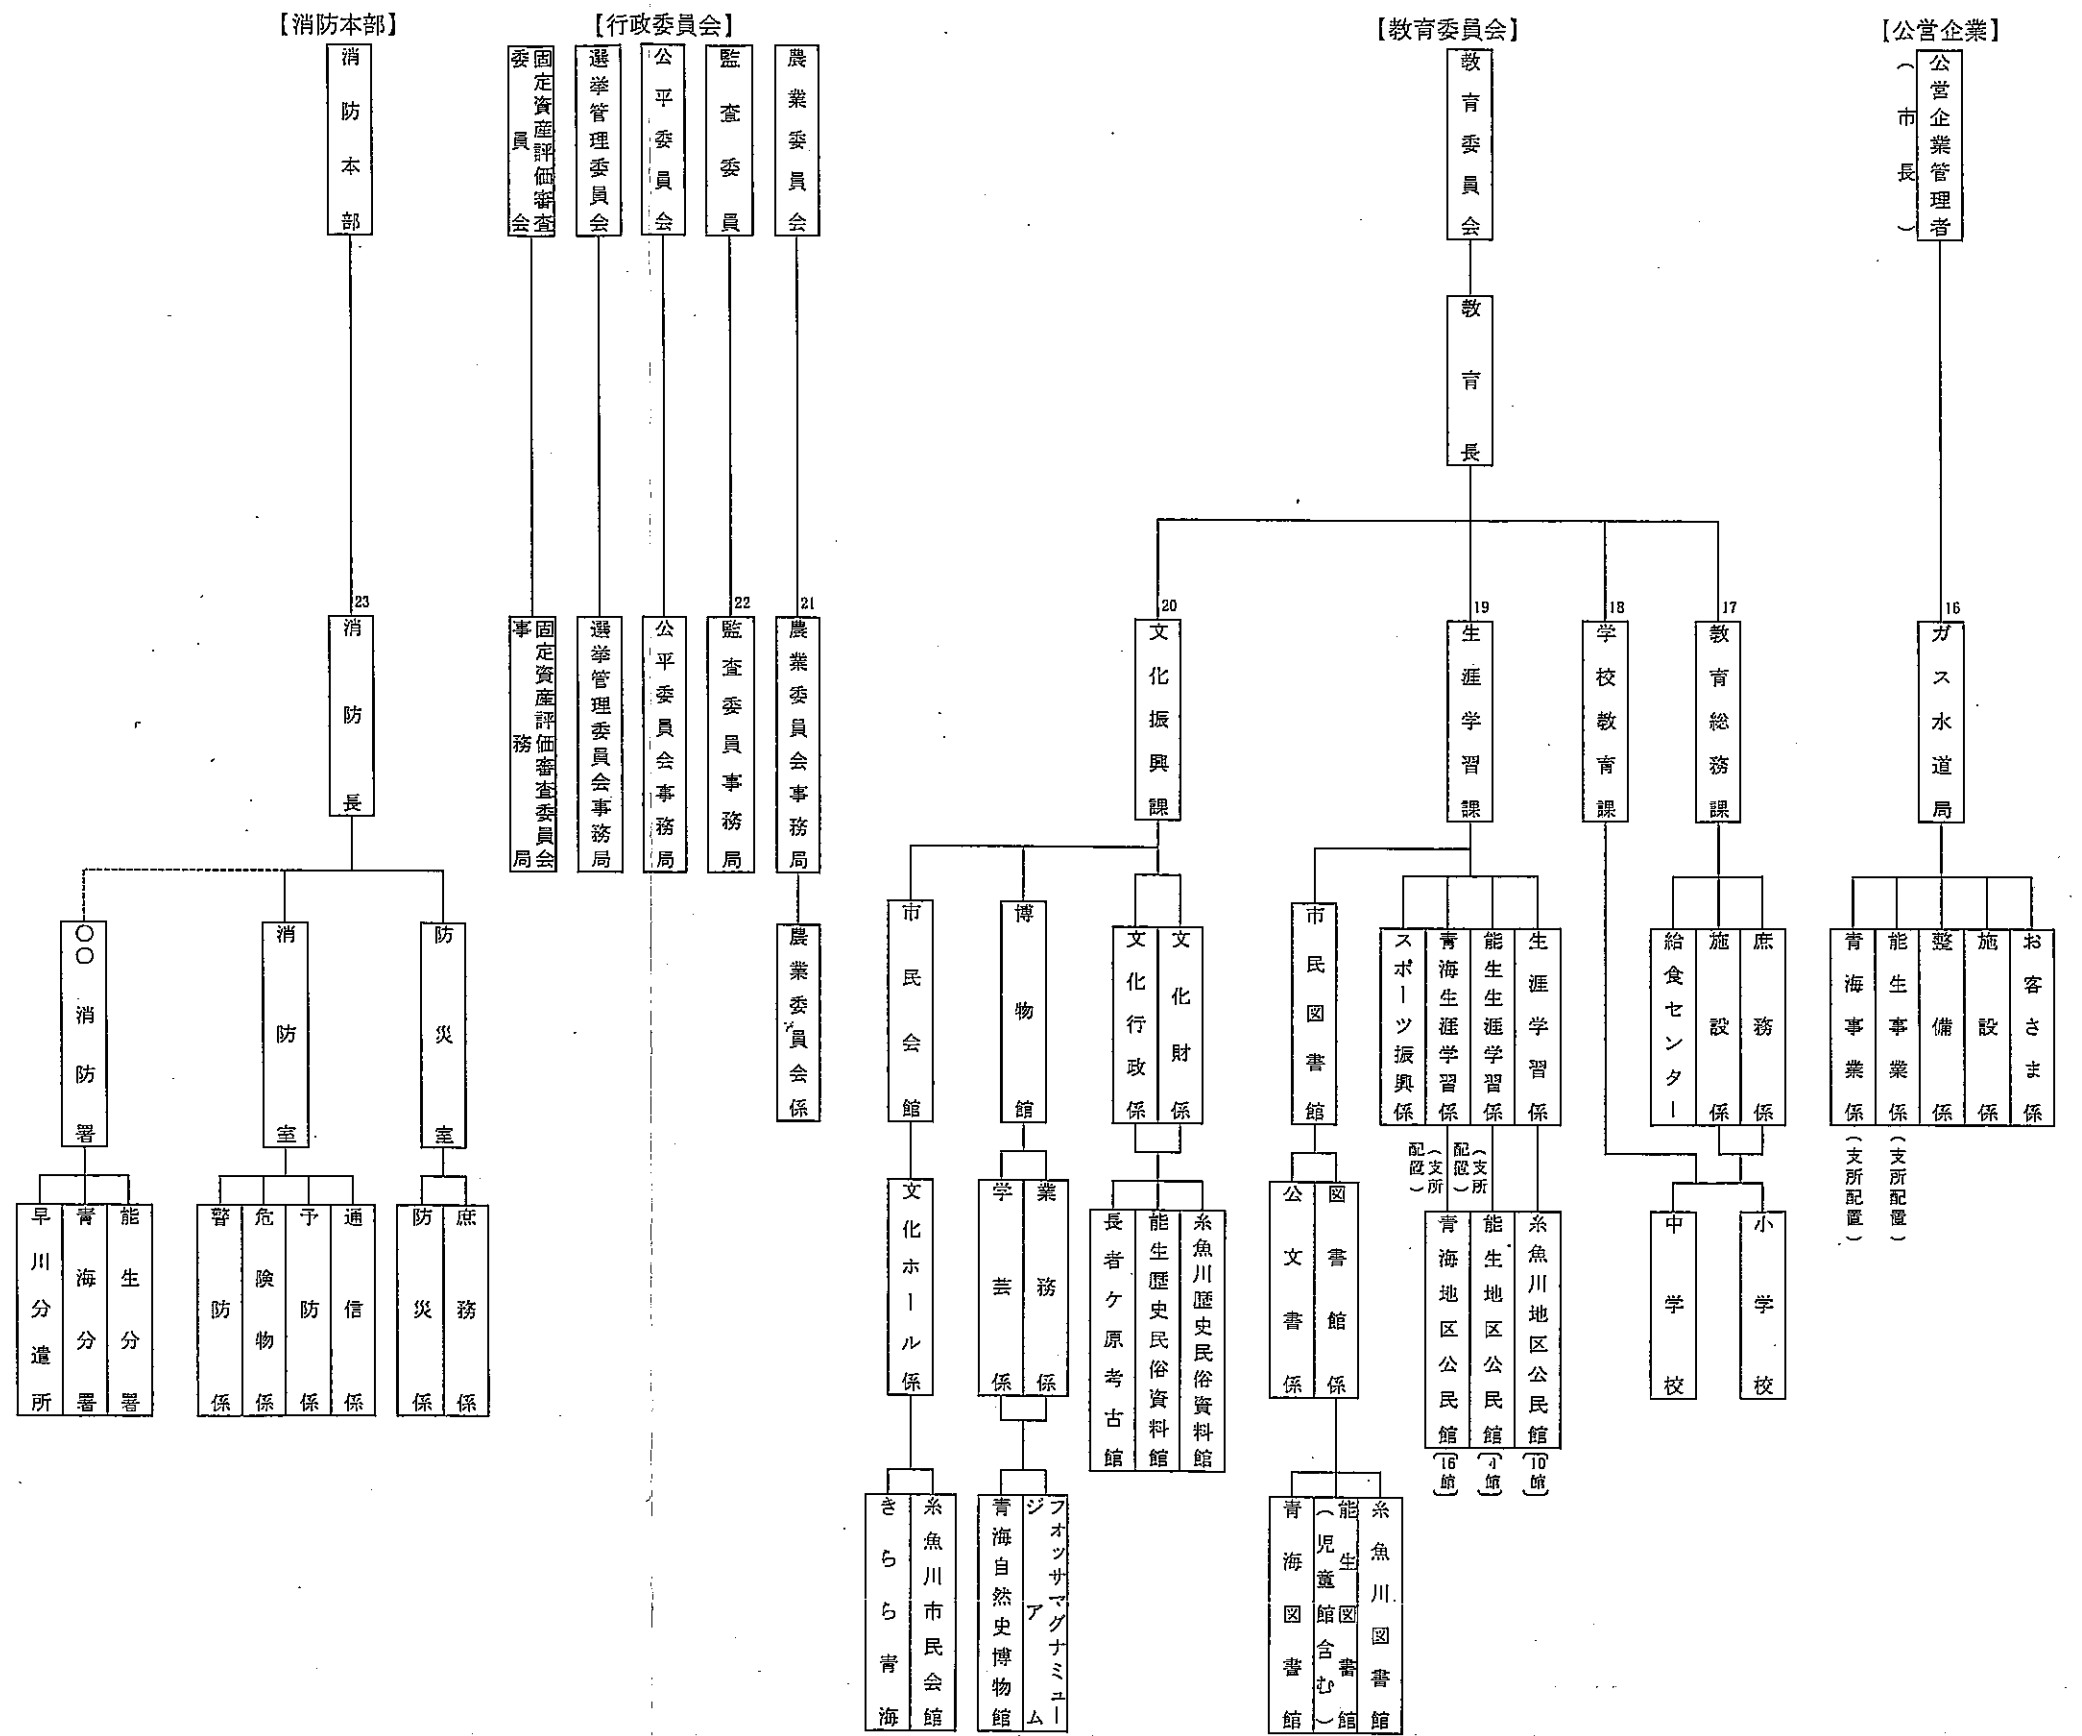 【公営企業】
公営企業管理者
（市長）
16
ガス水道局
お客さま係
施設係
整備係
能生事業係
（支所配置）
青海事業係
（支所配置）
【教育委員会】
教育委員会
教育長
17
教育総務課
庶務係
施設係
給食センター
18
学校教育課
小学校
中学校
19
生涯学習課
生涯学習係
能生生涯学習係
（支所
配置）
青海生涯学習係
（支所
配置）
スポーツ振興係
糸魚川地区公民館
（10館）
能生地区公民館
青海地区公民館
（16館）
市民図書館
図書館係
公文書係
糸魚川図書館
能生図書館
（児童館含む）
青海図書館
20
文化振興課
文化財係
文化行政係
糸魚川歴史民俗資料館
能生歴史民俗資料館
長者ケ原考古館
博物館
業務係
学芸係
フォッサマグナミュー
ジアム
青海自然史博物館
市民会館
文化ホール係
糸魚川市民会館
きらら青海
【行政委員会】
農業委員会
21
農業委員会事務局
農業委員会係
監査委員
22
監査委員事務局
公平委員会
公平委員会事務局
選挙管理委員会
選挙管理委員会事務局
固定資産評価審査
委員会
固定資産評価審査委員会
事務局
【消防本部】
消防本部
23
消防長
防災室
庶務係
防災係
消防室
通信係
予防係
危険物係
警防係
〇〇消防署
能生分署
青海分署
早川分遣所